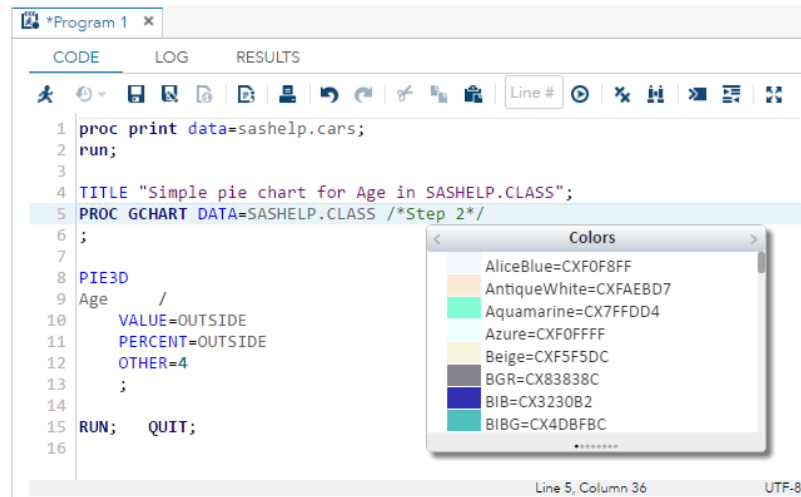 *Program 1 ×
CODE LOG RESULTS
Line #
1 proc print data=sashelp.cars;
2 run;
3
4 TITLE "Simple pie chart for Age in SASHELP.CLASS";
5 PROC GCHART DATA=SASHELP.CLASS /*Step 2*/
6 ;
7
8 PIE3D
9 Age /
10 VALUE=OUTSIDE
11 PERCENT=OUTSIDE
12 OTHER=4
13 ;
14
15 RUN; QUIT;
16
< Colors >
AliceBlue=CXF0F8FF
AntiqueWhite=CXFAEBD7
Aquamarine=CX7FFDD4
Azure=CXF0FFFF
Beige=CXF5F5DC
BGR=CX83838C
BIB=CX3230B2
BIBG=CX4DBFBC
Line 5, Column 36 UTF-8